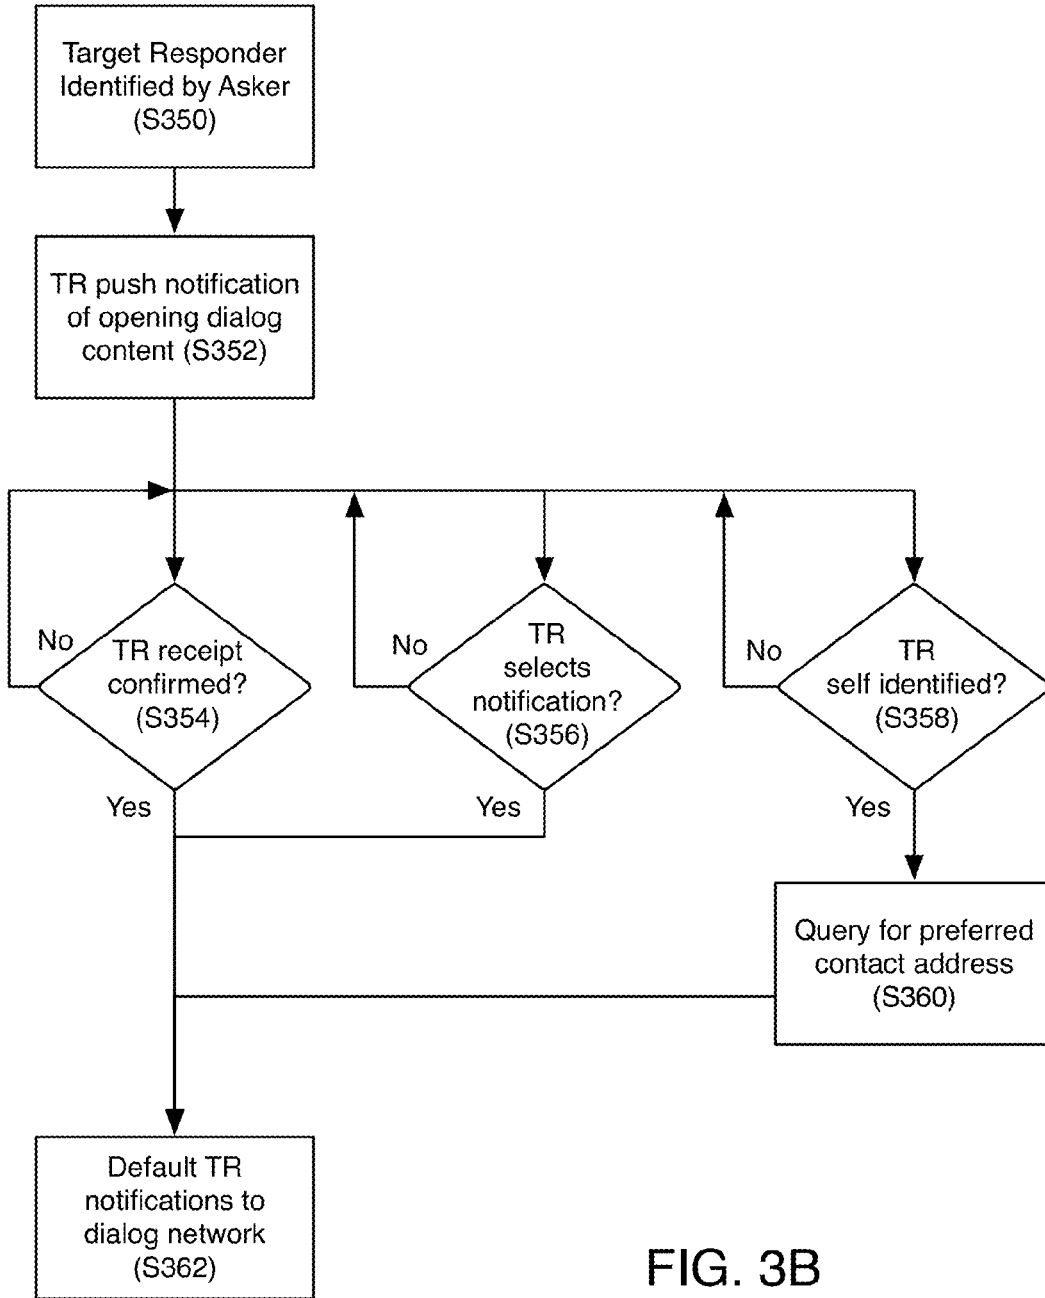 Target Responder
Identified by Asker
(S350)
TR push notification
of opening dialog
content (S352)
No
TR receipt
confirmed?
(S354)
Yes
No
TR
selects
notification?
(S356)
Yes
No
TR
self identified?
(S358)
Yes
Query for preferred
contact address
(S360)
Default TR
notifications to
dialog network
(S362)
FIG. 3B